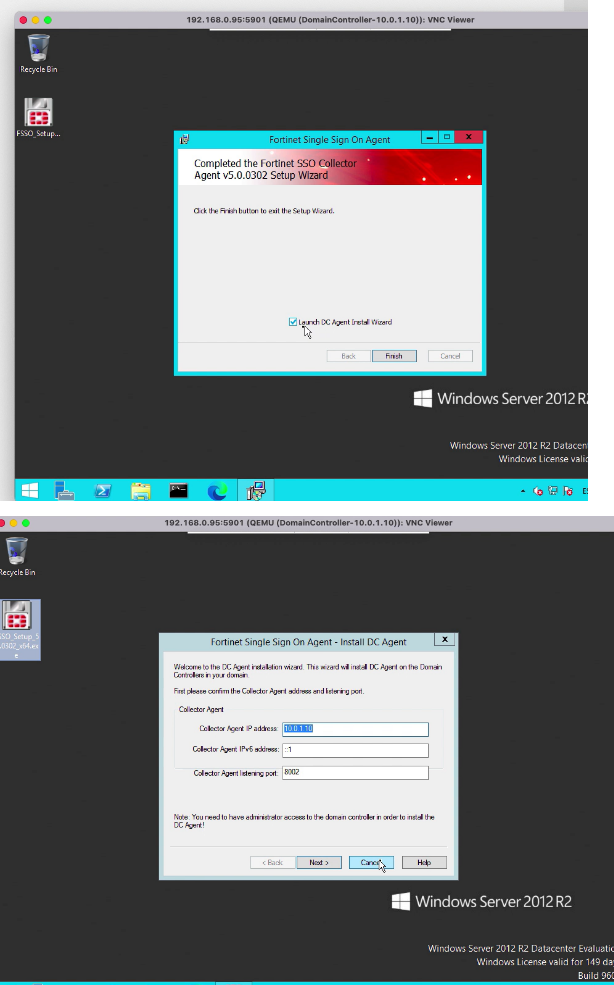 192.168.0.95:5901 (QEMU (DomainController-10.0.1.10)): VNC Viewer
Recycle Bin
FSSO_Setup...
Fortinet Single Sign On Agent
Completed the Fortinet SSO Collector
Agent v5.0.0302 Setup Wizard
Click the Finish button to exit the Setup Wizard.
Launch DC Agent Install Wizard
Back
Finish
Cancel
Windows Server 2012 R2
Windows Server 2012 R2 Datacen
Windows License valid
192.168.0.95:5901 (QEMU (DomainController-10.0.1.10)): VNC Viewer
Recycle Bin
SSO_Setup_5
.0302_x64.ex
e
Fortinet Single Sign On Agent - Install DC Agent
Welcome to the DC Agent installation wizard. This wizard will install DC Agent on the Domain
Controllers in your domain.
First please confirm the Collector Agent address and listening port.
Collector Agent
Collector Agent IP address:
10.0.1.10
Collector Agent IPv6 address:
::1
Collector Agent listening port:
8002
Note: You need to have administrator access to the domain controller in order to install the
DC Agent!
< Back
Next >
Cancel
Help
Windows Server 2012 R2
Windows Server 2012 R2 Datacenter Evaluatio
Windows License valid for 149 da
Build 960